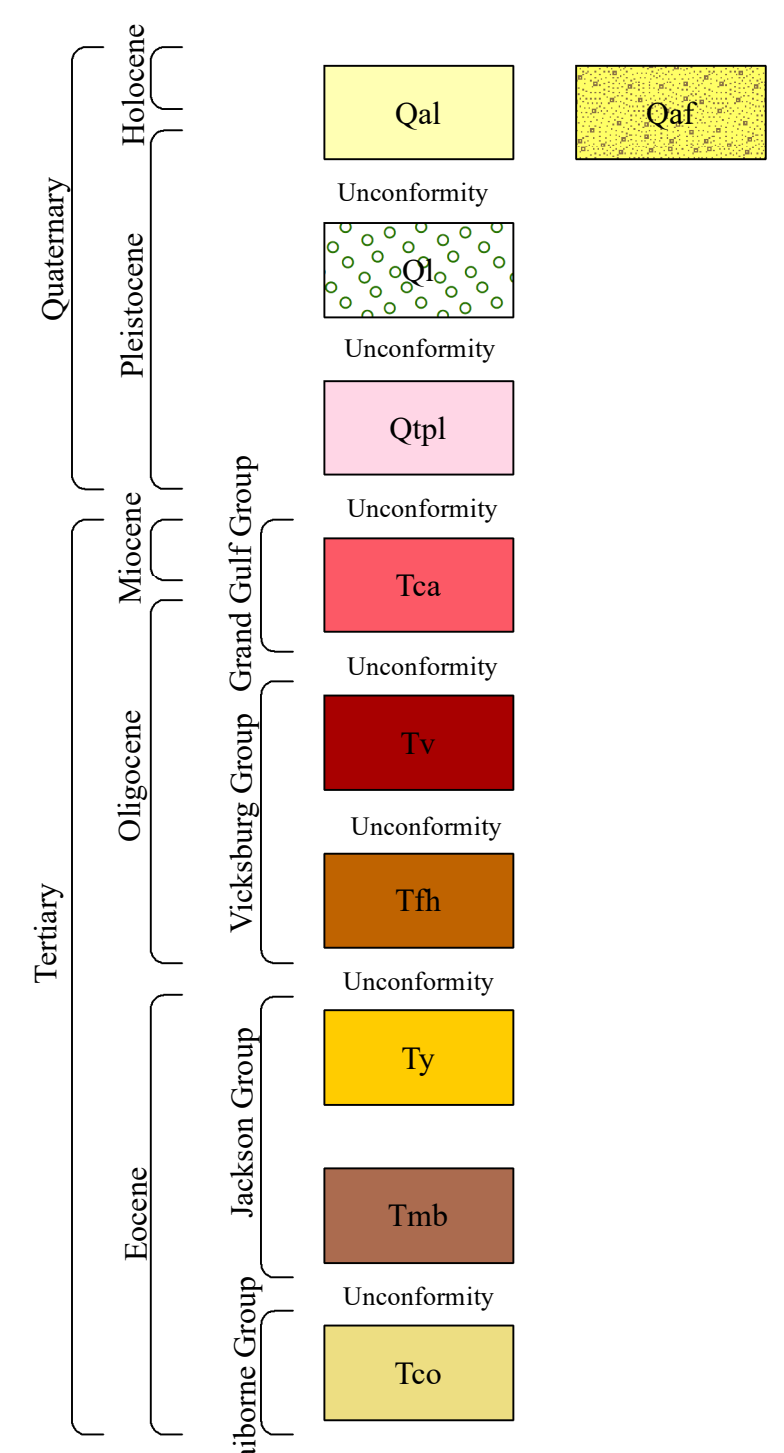 Quaternary
Holocene
Pleistocene
Qal
Qaf
Unconformity
Ql
Unconformity
Qtpl
Unconformity
Tertiary
Miocene
Grand Gulf Group
Tca
Unconformity
Oligocene
Vicksburg Group
Tv
Unconformity
Tfh
Unconformity
Eocene
Jackson Group
Ty
Tmb
Unconformity
aiborne Group
Tco